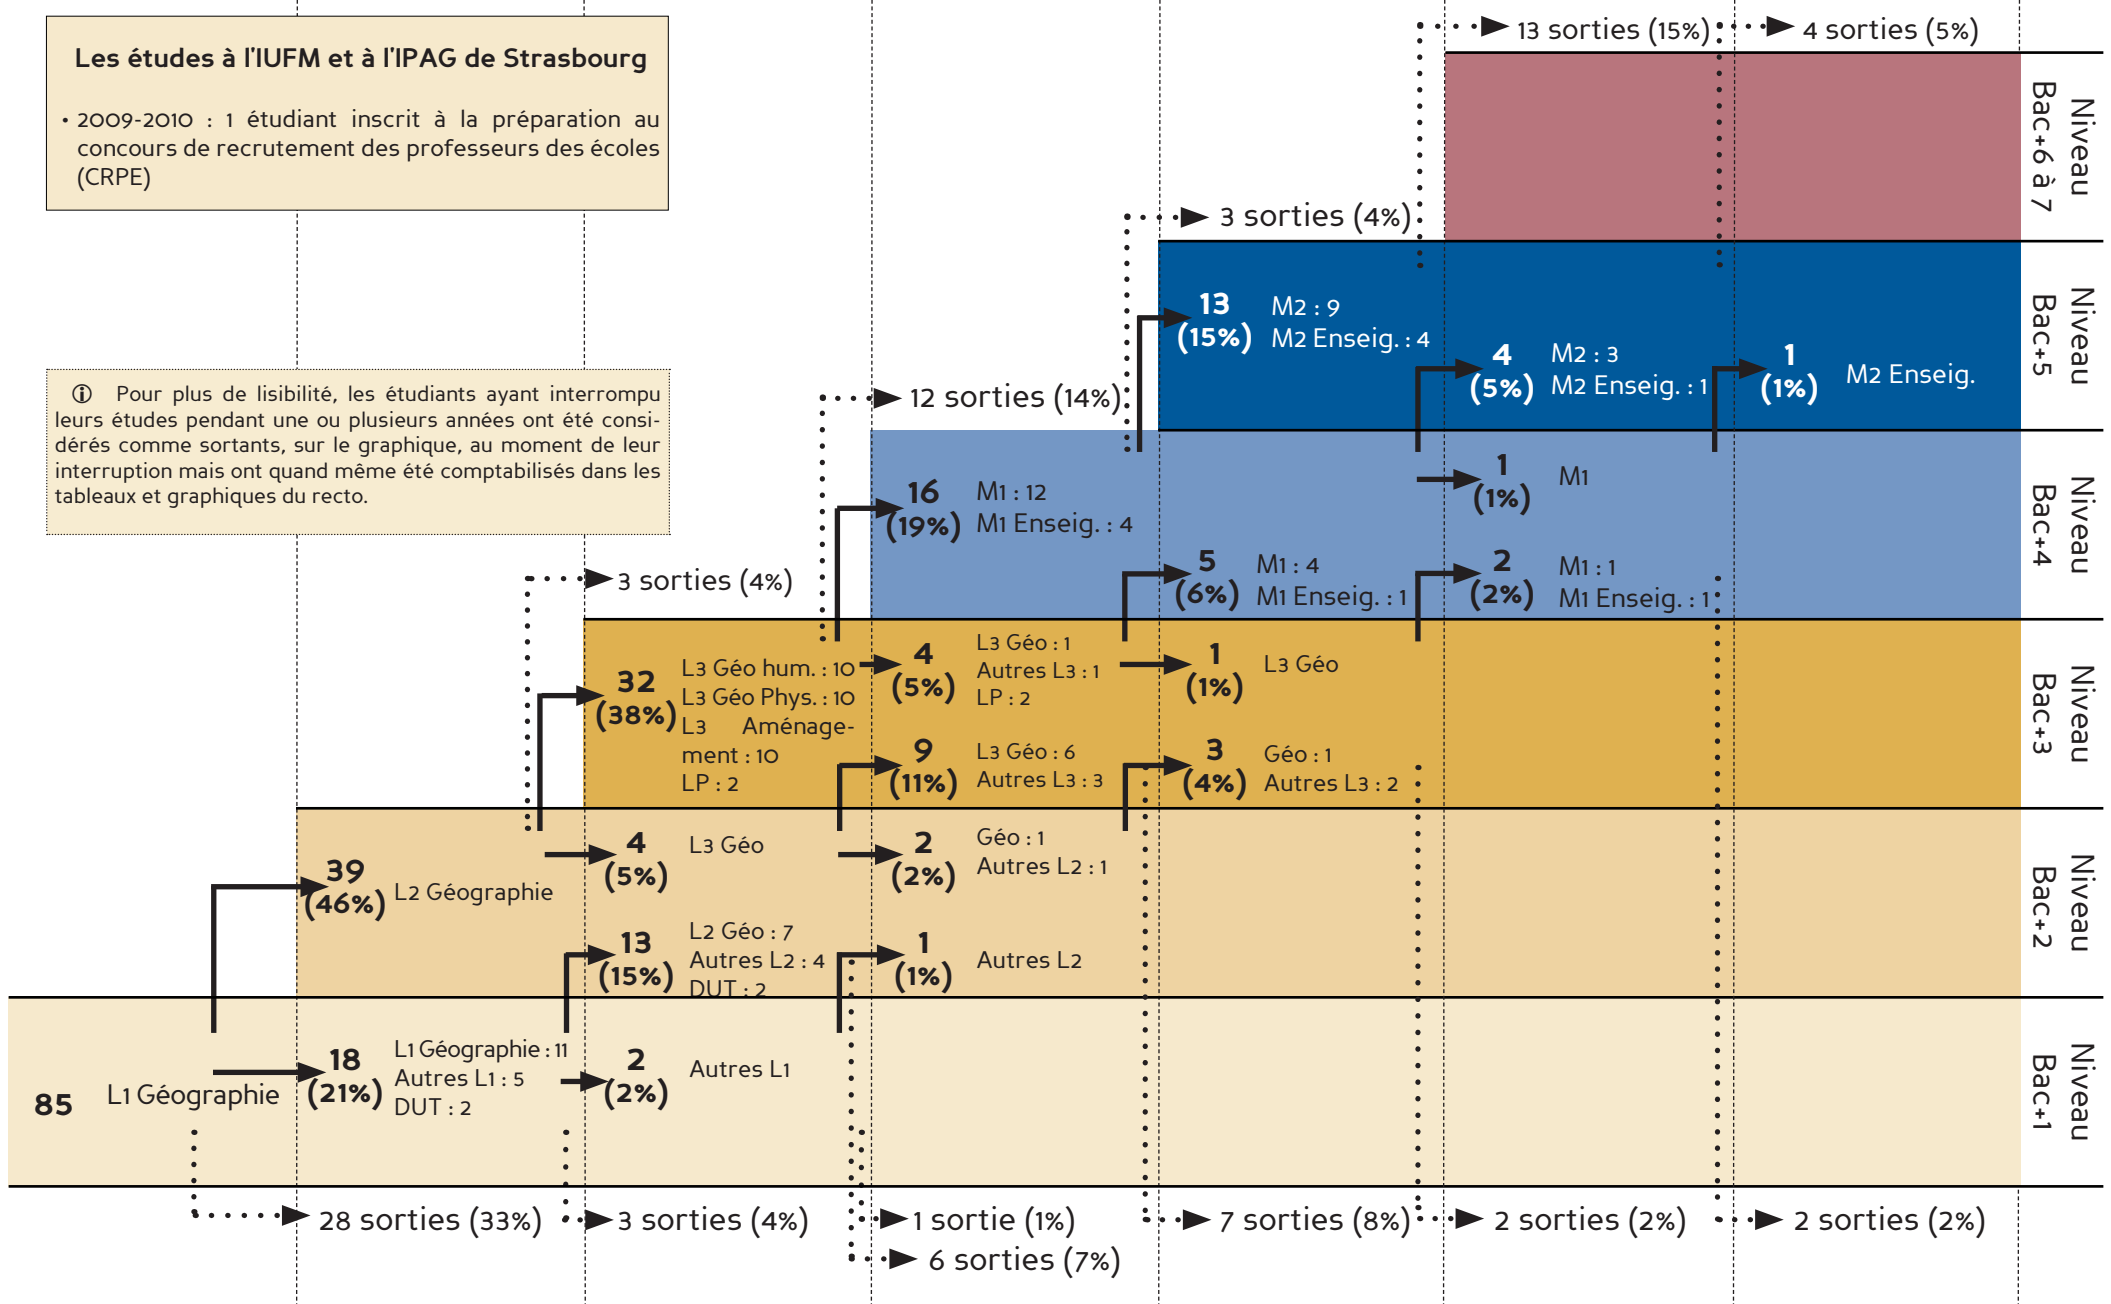 Les études à l'IUFM et à l'IPAG de Strasbourg
• 2009-2010 : 1 étudiant inscrit à la préparation au
concours de recrutement des professeurs des écoles
(CRPE)
ⓘ Pour plus de lisibilité, les étudiants ayant interrompu
leurs études pendant une ou plusieurs années ont été consi-
dérés comme sortants, sur le graphique, au moment de leur
interruption mais ont quand même été comptabilisés dans les
tableaux et graphiques du recto.
13 sorties (15%)
4 sorties (5%)
Niveau
Bac+6 à 7
3 sorties (4%)
13
(15%)
M2 : 9
M2 Enseig. : 4
4
(5%)
M2 : 3
M2 Enseig. : 1
1
(1%)
M2 Enseig.
Niveau
Bac+5
12 sorties (14%)
16
(19%)
M1 : 12
M1 Enseig. : 4
5
(6%)
M1 : 4
M1 Enseig. : 1
1
(1%)
M1
2
(2%)
M1 : 1
M1 Enseig. : 1
Niveau
Bac+4
3 sorties (4%)
32
(38%)
L3 Géo hum. : 10
L3 Géo Phys. : 10
L3 Aménage-
ment : 10
LP : 2
4
(5%)
L3 Géo : 1
Autres L3 : 1
LP : 2
1
(1%)
L3 Géo
9
(11%)
L3 Géo : 6
Autres L3 : 3
3
(4%)
Géo : 1
Autres L3 : 2
Niveau
Bac+3
39
(46%)
L2 Géographie
4
(5%)
L3 Géo
2
(2%)
Géo : 1
Autres L2 : 1
13
(15%)
L2 Géo : 7
Autres L2 : 4
DUT : 2
1
(1%)
Autres L2
Niveau
Bac+2
85
L1 Géographie
18
(21%)
L1 Géographie : 11
Autres L1 : 5
DUT : 2
2
(2%)
Autres L1
Niveau
Bac+1
28 sorties (33%)
3 sorties (4%)
1 sortie (1%)
6 sorties (7%)
7 sorties (8%)
2 sorties (2%)
2 sorties (2%)